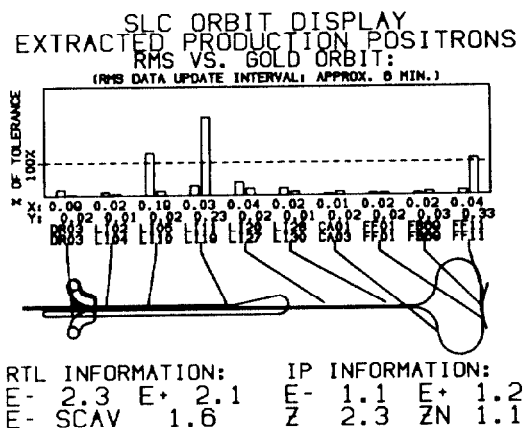 SLC ORBIT DISPLAY
EXTRACTED PRODUCTION POSITRONS
RMS VS. GOLD ORBIT:
(RMS DATA UPDATE INTERVAL: APPROX. 6 MIN.)
% OF TOLERANCE
100%
X: 0.09 0.02 0.19 0.03 0.04 0.02 0.01 0.02 0.02 0.04
Y: 0.02 0.01 0.02 0.23 0.02 0.01 0.02 0.02 0.03 0.33
DR03 LI04 LI10 LI19 LI27 LI30 CA03 FF01 FF11
RTL INFORMATION: IP INFORMATION:
E- 2.3 E+ 2.1 E- 1.1 E+ 1.2
E- SCAV 1.6 Z 2.3 ZN 1.1